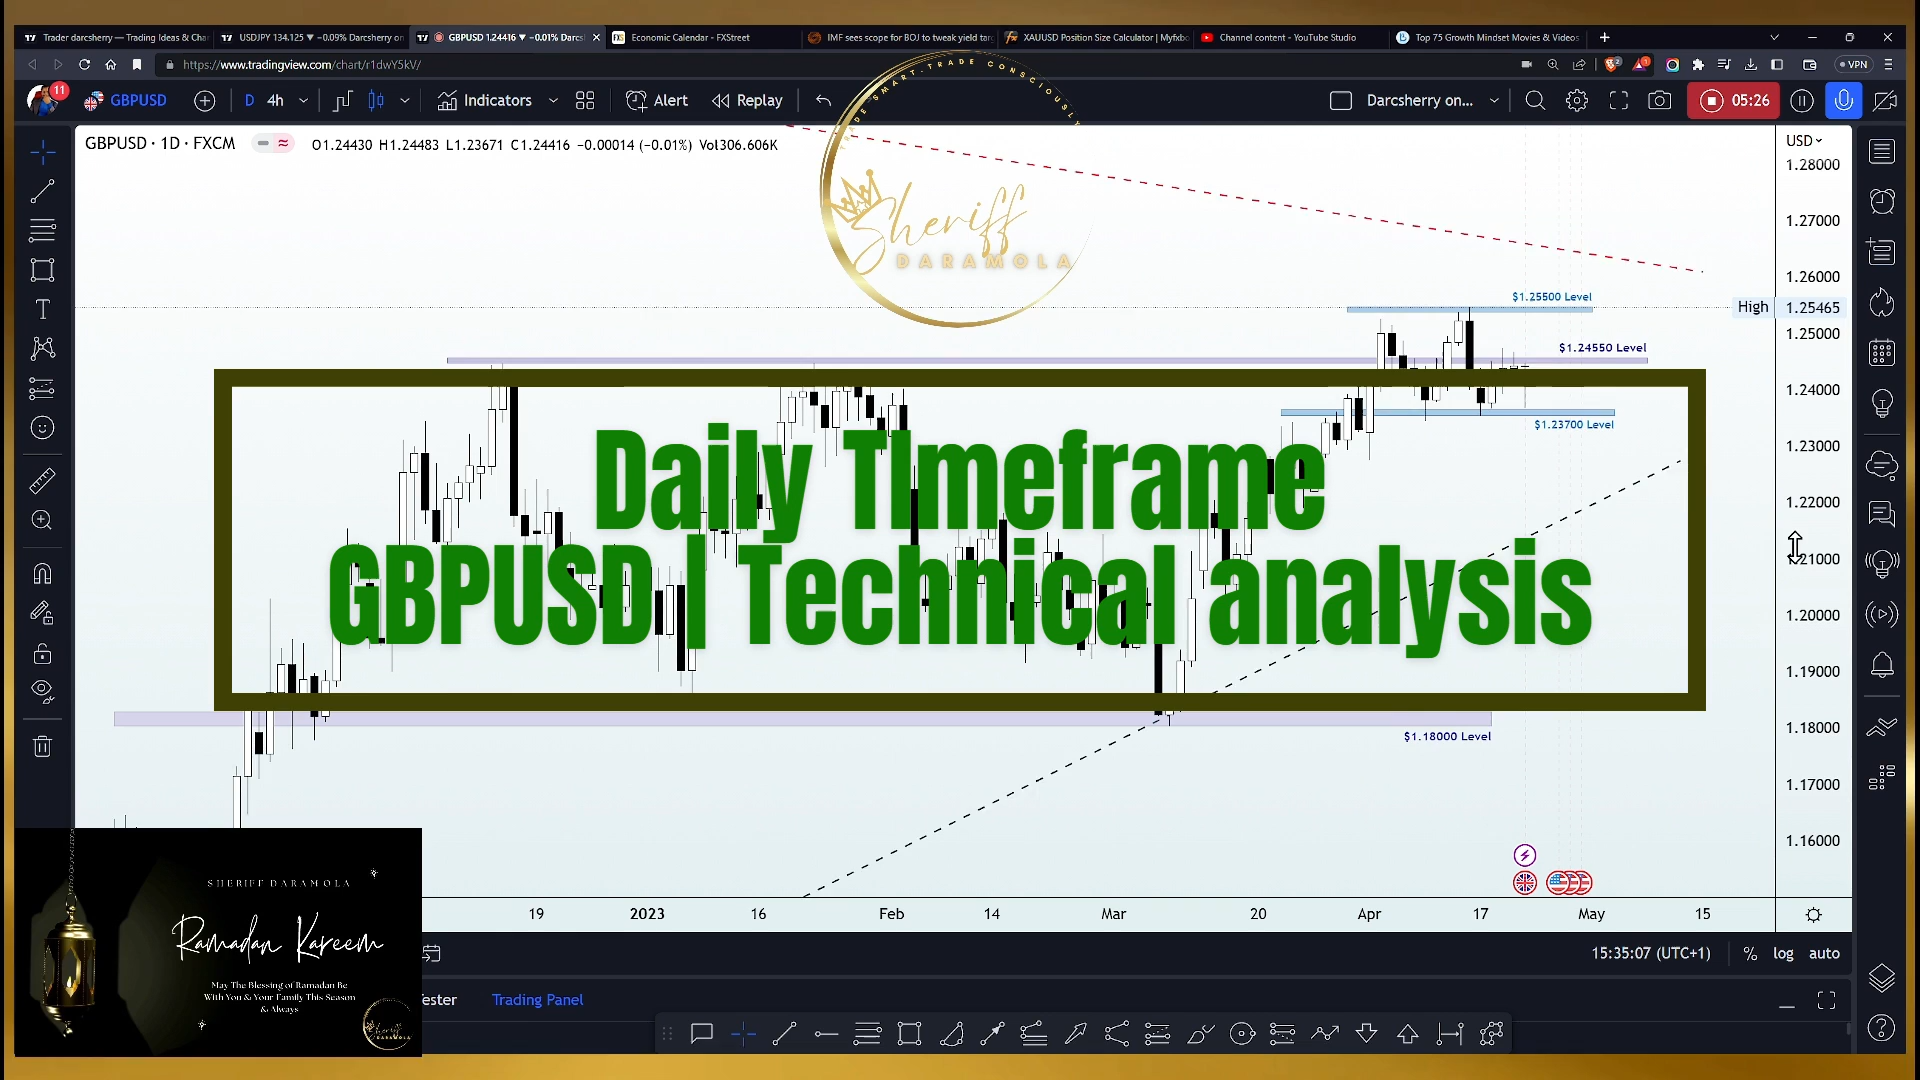 Trader darcsherry — Trading Ideas & Cha
USDJPY 134.125 ▼ −0.09% Darcsherry on
GBPUSD 1.24416 ▼ −0.01% Darcs
Economic Calendar - FXStreet
IMF sees scope for BOJ to tweak yield tar
XAUUSD Position Size Calculator | Myfxbo
Channel content - YouTube Studio
Top 75 Growth Mindset Movies & Videos
https://www.tradingview.com/chart/r1dwY5kV/
VPN
11
GBPUSD
D
4h
Indicators
Alert
Replay
Darcsherry on...
05:26
TRADE SMART-TRADE CONSCIOUSLY
Sheriff
DARAMOLA
GBPUSD · 1D · FXCM
O1.24430 H1.24483 L1.23671 C1.24416 −0.00014 (−0.01%) Vol306.606K
USD
1.28000
1.27000
1.26000
$1.25500 Level
High 1.25465
1.25000
$1.24550 Level
1.24000
$1.23700 Level
1.23000
1.22000
1.21000
1.20000
1.19000
1.18000
$1.18000 Level
1.17000
1.16000
Daily TImeframe
GBPUSD | Technical analysis
19 2023 16 Feb 14 Mar 20 Apr 17 May 15
15:35:07 (UTC+1) % log auto
ester
Trading Panel
SHERIFF DARAMOLA
Ramadan Kareem
May The Blessing of Ramadan Be
With You & Your Family This Season
& Always
Sheriff
DARAMOLA